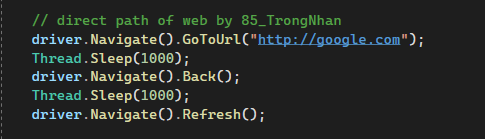 // direct path of web by 85_TrongNhan
driver.Navigate().GoToUrl("http://google.com");
Thread.Sleep(1000);
driver.Navigate().Back();
Thread.Sleep(1000);
driver.Navigate().Refresh();